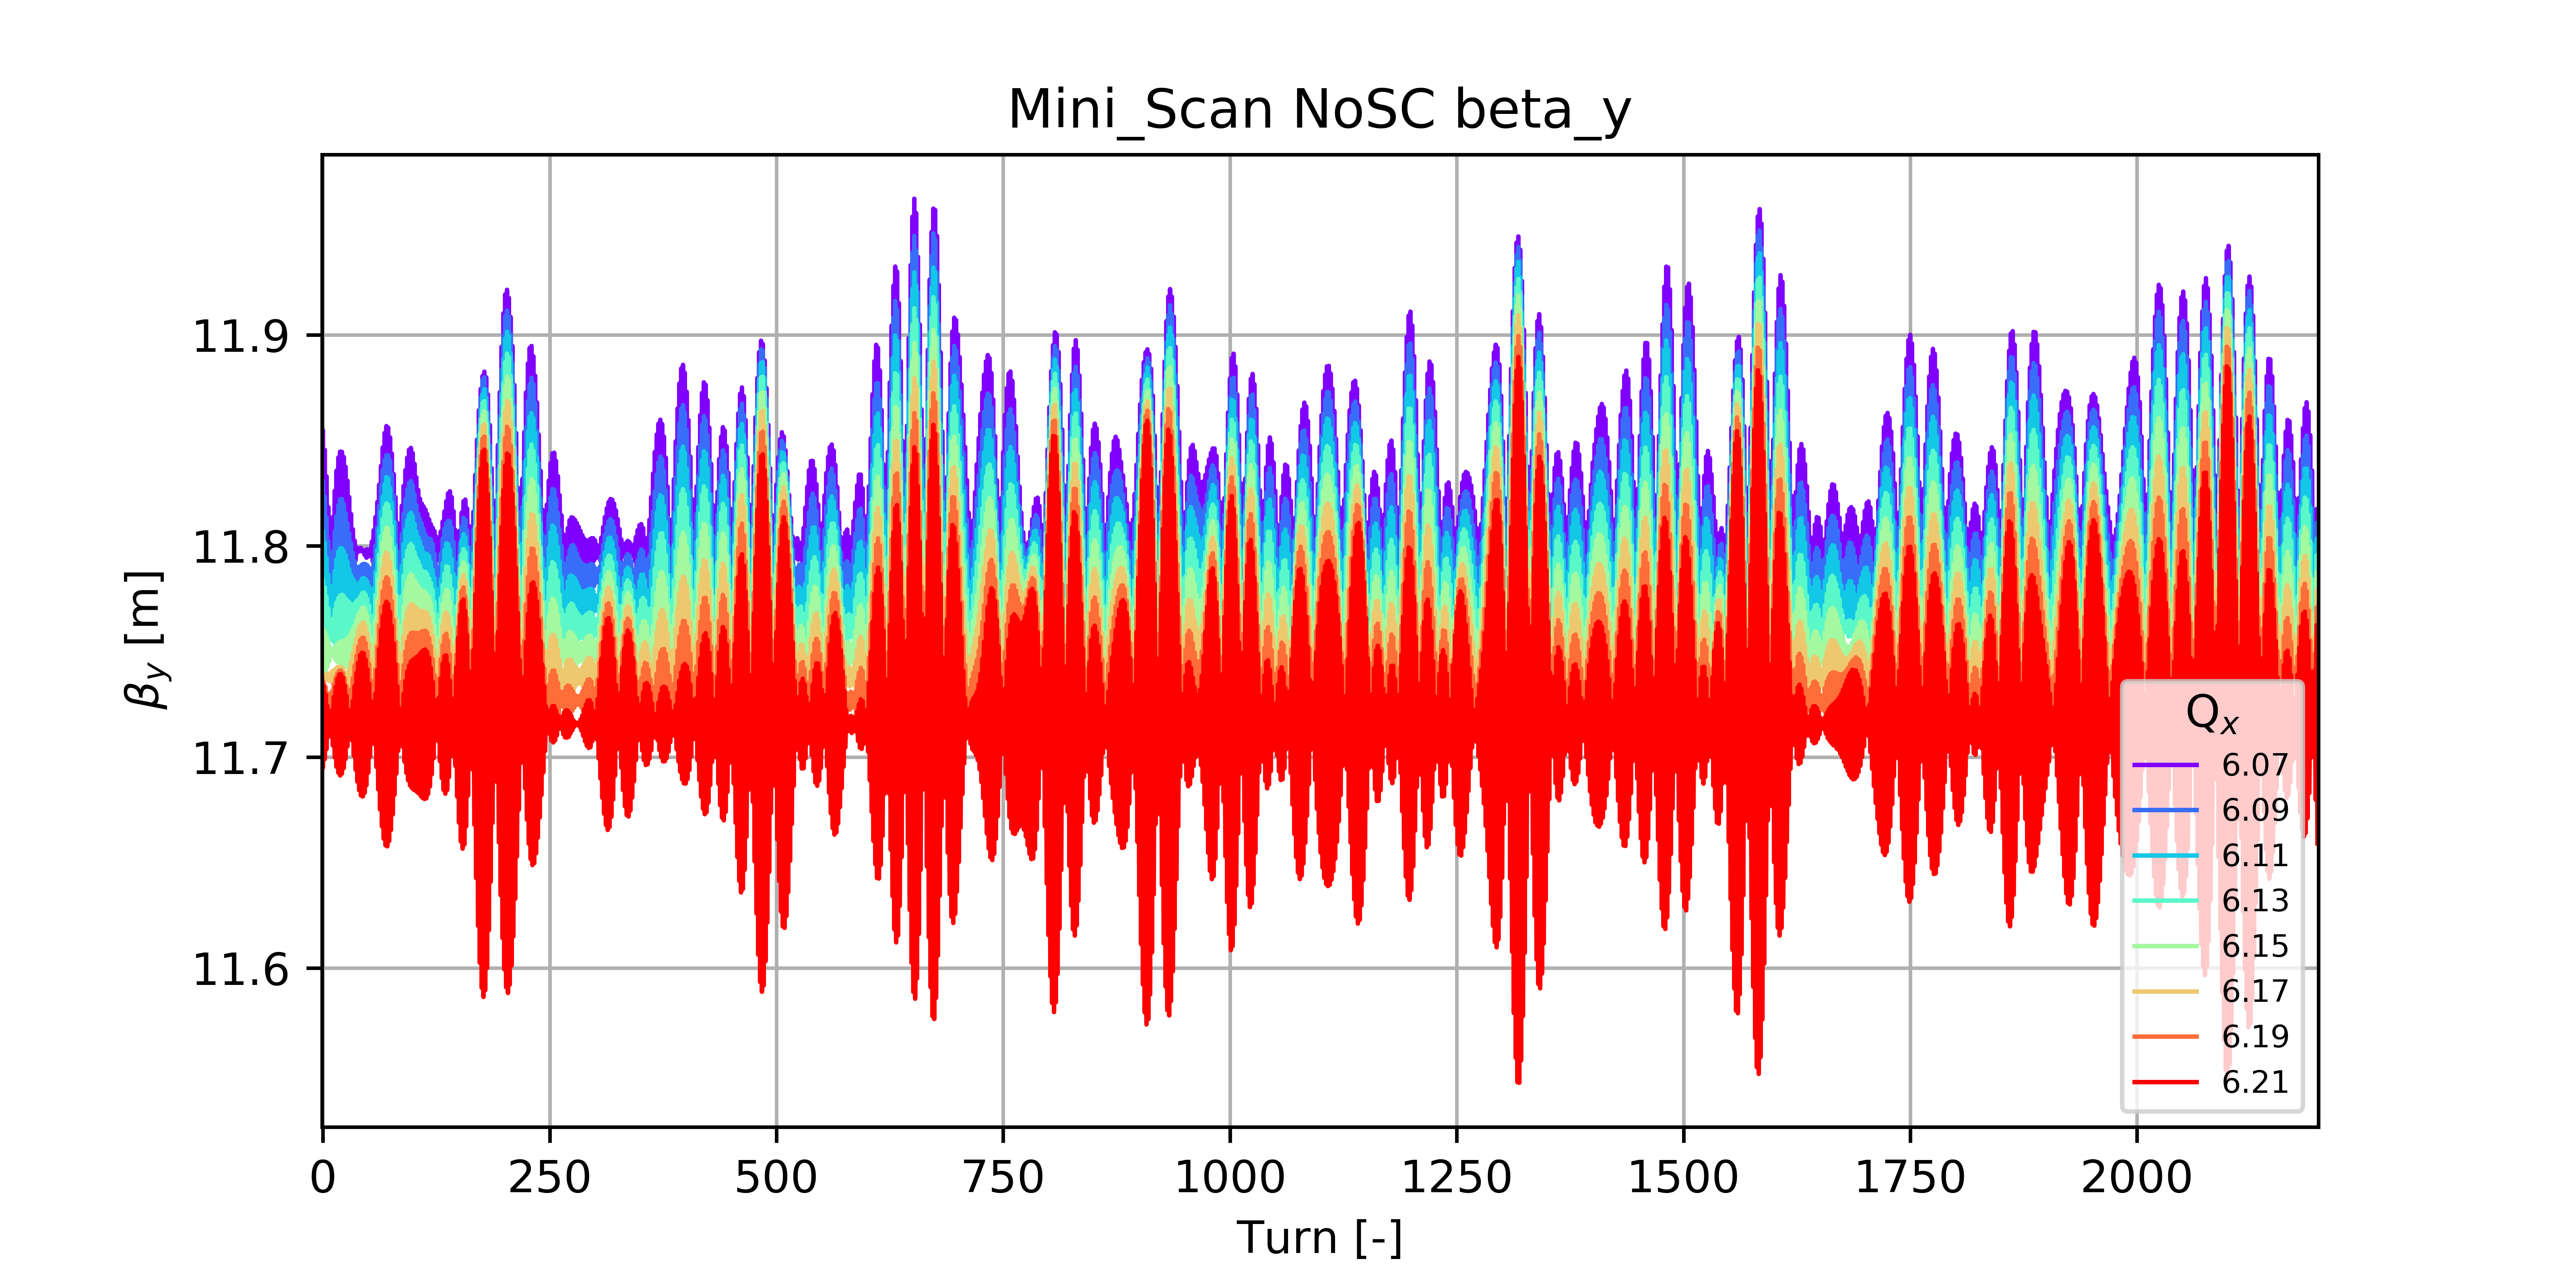 Mini_Scan NoSC beta_y
β_y [m]
11.9
11.8
11.7
11.6
0 250 500 750 1000 1250 1500 1750 2000
Turn [-]
Q_x
6.07
6.09
6.11
6.13
6.15
6.17
6.19
6.21